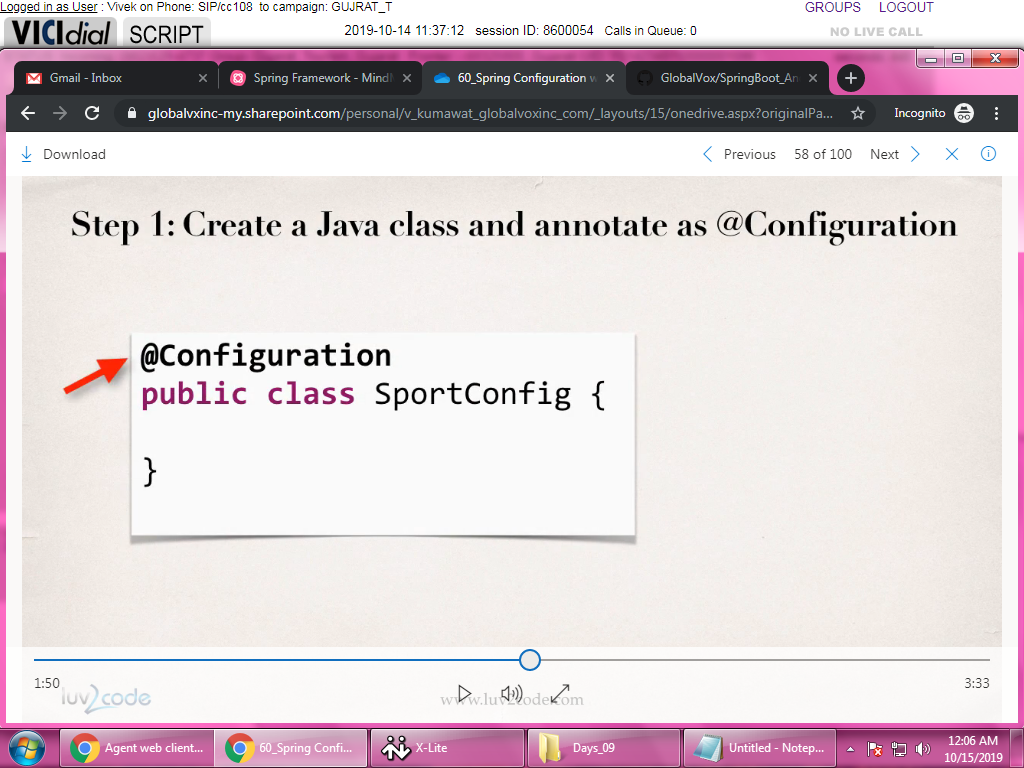 Logged in as User : Vivek on Phone: SIP/cc108 to campaign: GUJRAT_T
GROUPS LOGOUT
VICIdial SCRIPT 2019-10-14 11:37:12 session ID: 8600054 Calls in Queue: 0 NO LIVE CALL
Gmail - Inbox
Spring Framework - Mind
60_Spring Configuration w
GlobalVox/SpringBoot_An
globalvxinc-my.sharepoint.com/personal/v_kumawat_globalvoxinc_com/_layouts/15/onedrive.aspx?originalPa...
Incognito
Download
Previous 58 of 100 Next
Step 1: Create a Java class and annotate as @Configuration
@Configuration
public class SportConfig {
}
1:50 3:33
luv2code
www.luv2code.com
Agent web client...
60_Spring Confi...
X-Lite
Days_09
Untitled - Notep...
12:06 AM
10/15/2019